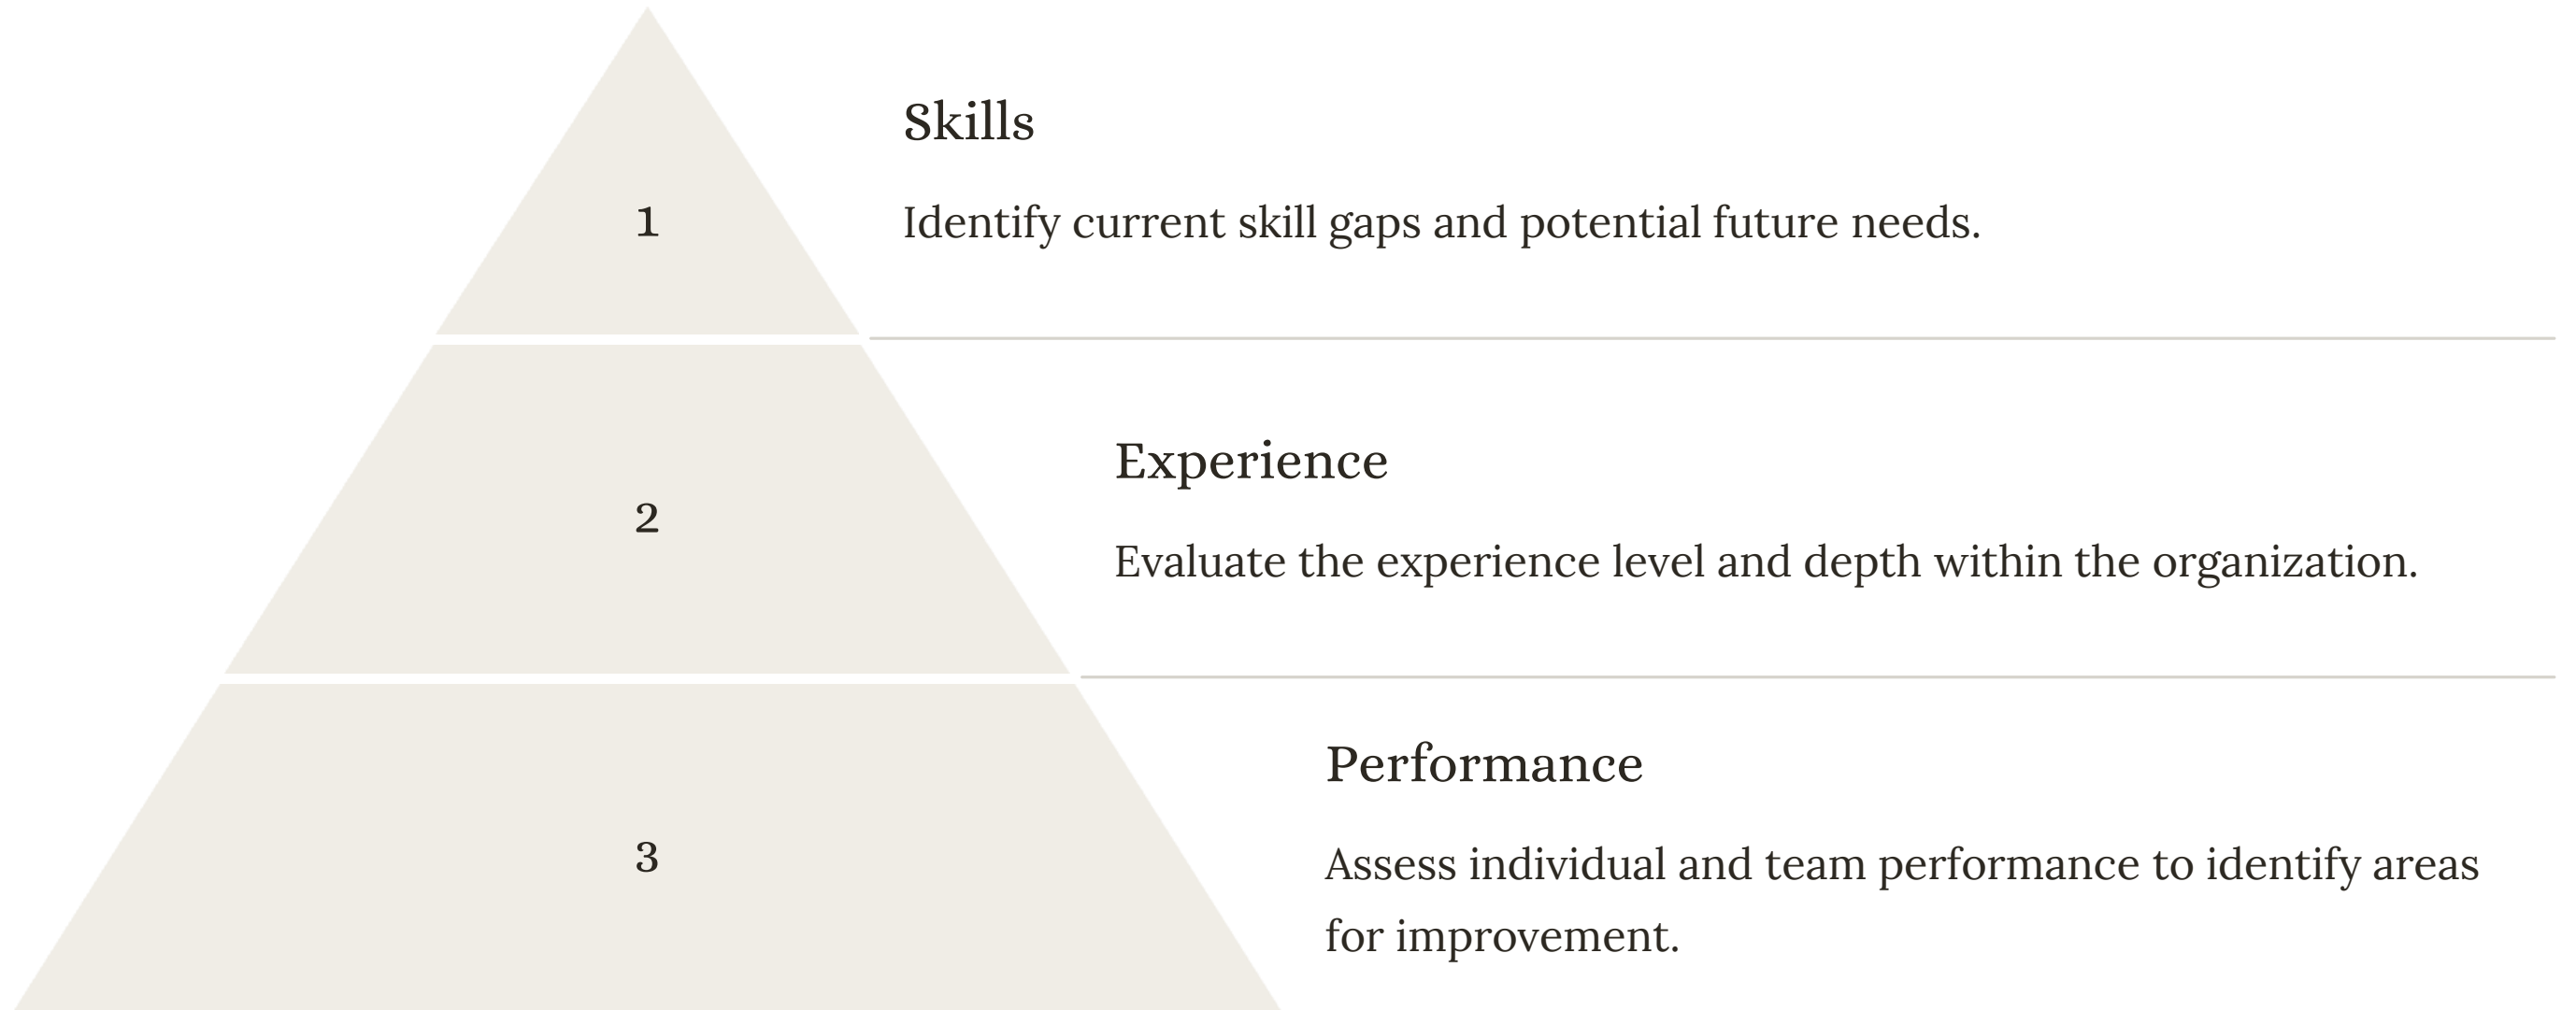 Skills
1
Identify current skill gaps and potential future needs.
Experience
2
Evaluate the experience level and depth within the organization.
Performance
3
Assess individual and team performance to identify areas
for improvement.